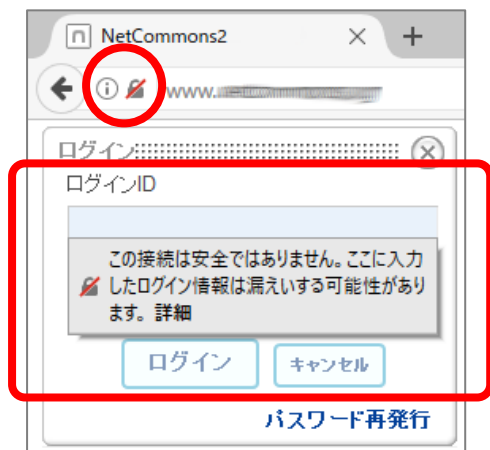 NetCommons2
www.
ログイン
ログインID
この接続は安全ではありません。ここに入力
したログイン情報は漏えいする可能性があり
ます。詳細
ログイン キャンセル
パスワード再発行